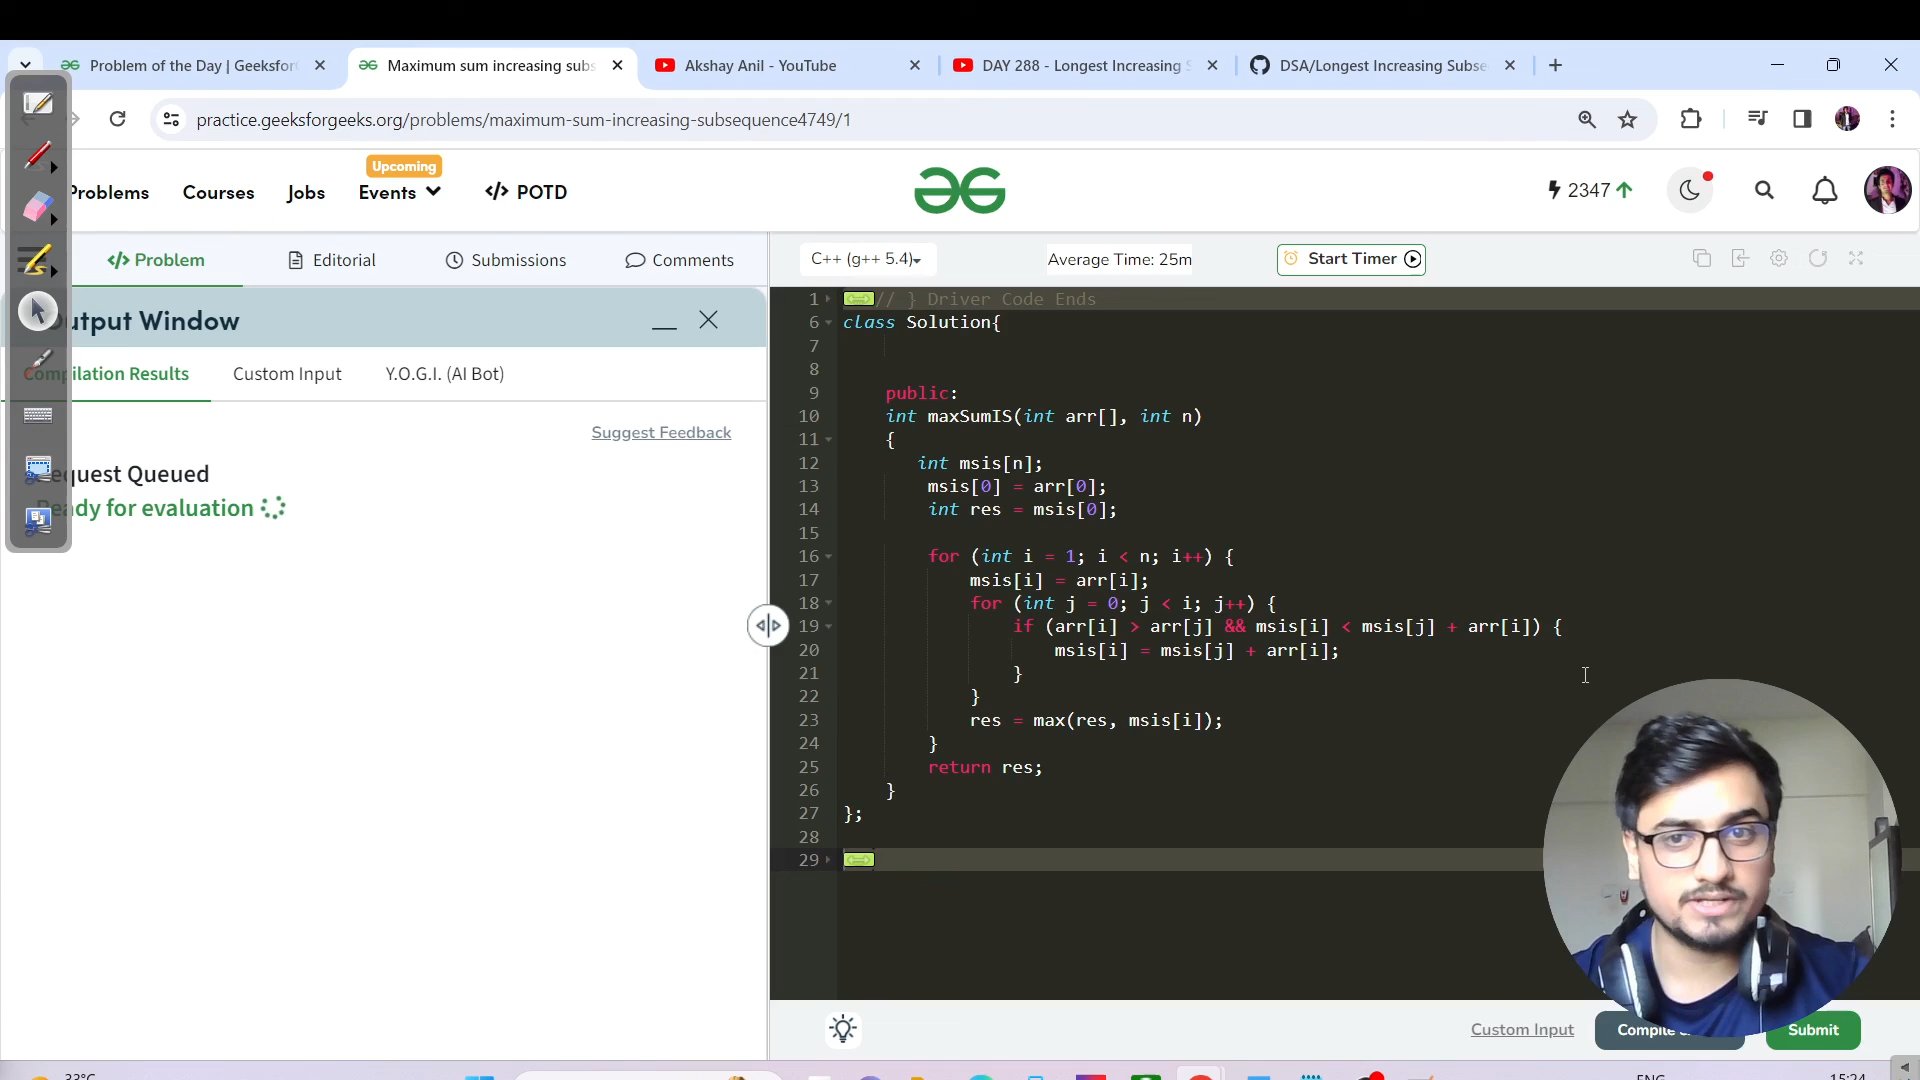 Problem of the Day | Geeksfor
Maximum sum increasing subs
Akshay Anil - YouTube
DAY 288 - Longest Increasing S
DSA/Longest Increasing Subse
practice.geeksforgeeks.org/problems/maximum-sum-increasing-subsequence4749/1
Problems
Courses
Jobs
Upcoming
Events
</> POTD
2347
</> Problem
Editorial
Submissions
Comments
C++ (g++ 5.4)
Average Time: 25m
Start Timer
Output Window
Compilation Results
Custom Input
Y.O.G.I. (AI Bot)
Suggest Feedback
Request Queued
Ready for evaluation
1 // } Driver Code Ends
6 class Solution{
7
8
9 public:
10 int maxSumIS(int arr[], int n)
11 {
12 int msis[n];
13 msis[0] = arr[0];
14 int res = msis[0];
15
16 for (int i = 1; i < n; i++) {
17 msis[i] = arr[i];
18 for (int j = 0; j < i; j++) {
19 if (arr[i] > arr[j] && msis[i] < msis[j] + arr[i]) {
20 msis[i] = msis[j] + arr[i];
21 }
22 }
23 res = max(res, msis[i]);
24 }
25 return res;
26 }
27 };
28
29
Custom Input
Compile &
Submit
33°C
ENG
15:24